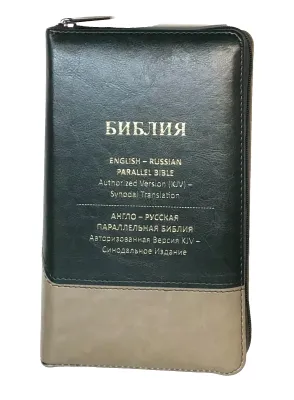 БИБЛИЯ
ENGLISH – RUSSIAN
PARALLEL BIBLE
Authorized Version (KJV) –
Synodal Translation
АНГЛО – РУССКАЯ
ПАРАЛЛЕЛЬНАЯ БИБЛИЯ
Авторизованная Версия KJV –
Синодальное Издание